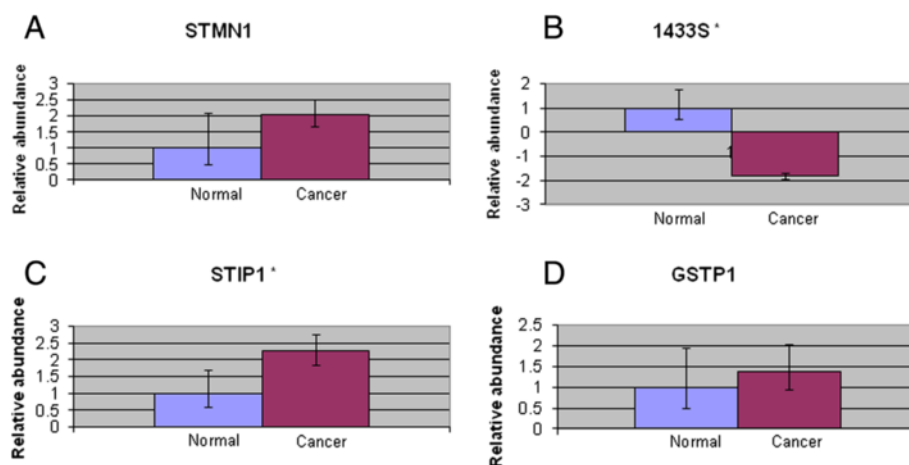 A
STMN1
Relative abundance
3
2.5
2
1.5
1
0.5
0
Normal
Cancer
B
1433S *
Relative abundance
2
1
0
-1
-2
-3
1
Normal
Cancer
C
STIP1 *
Relative abundance
3
2.5
2
1.5
1
0.5
0
Normal
Cancer
D
GSTP1
Relative abundance
2.5
2
1.5
1
0.5
0
Normal
Cancer